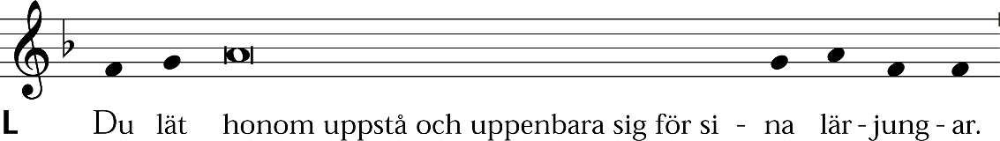 L Du lät honom uppstå och uppenbara sig för si - na lär - jung - ar.